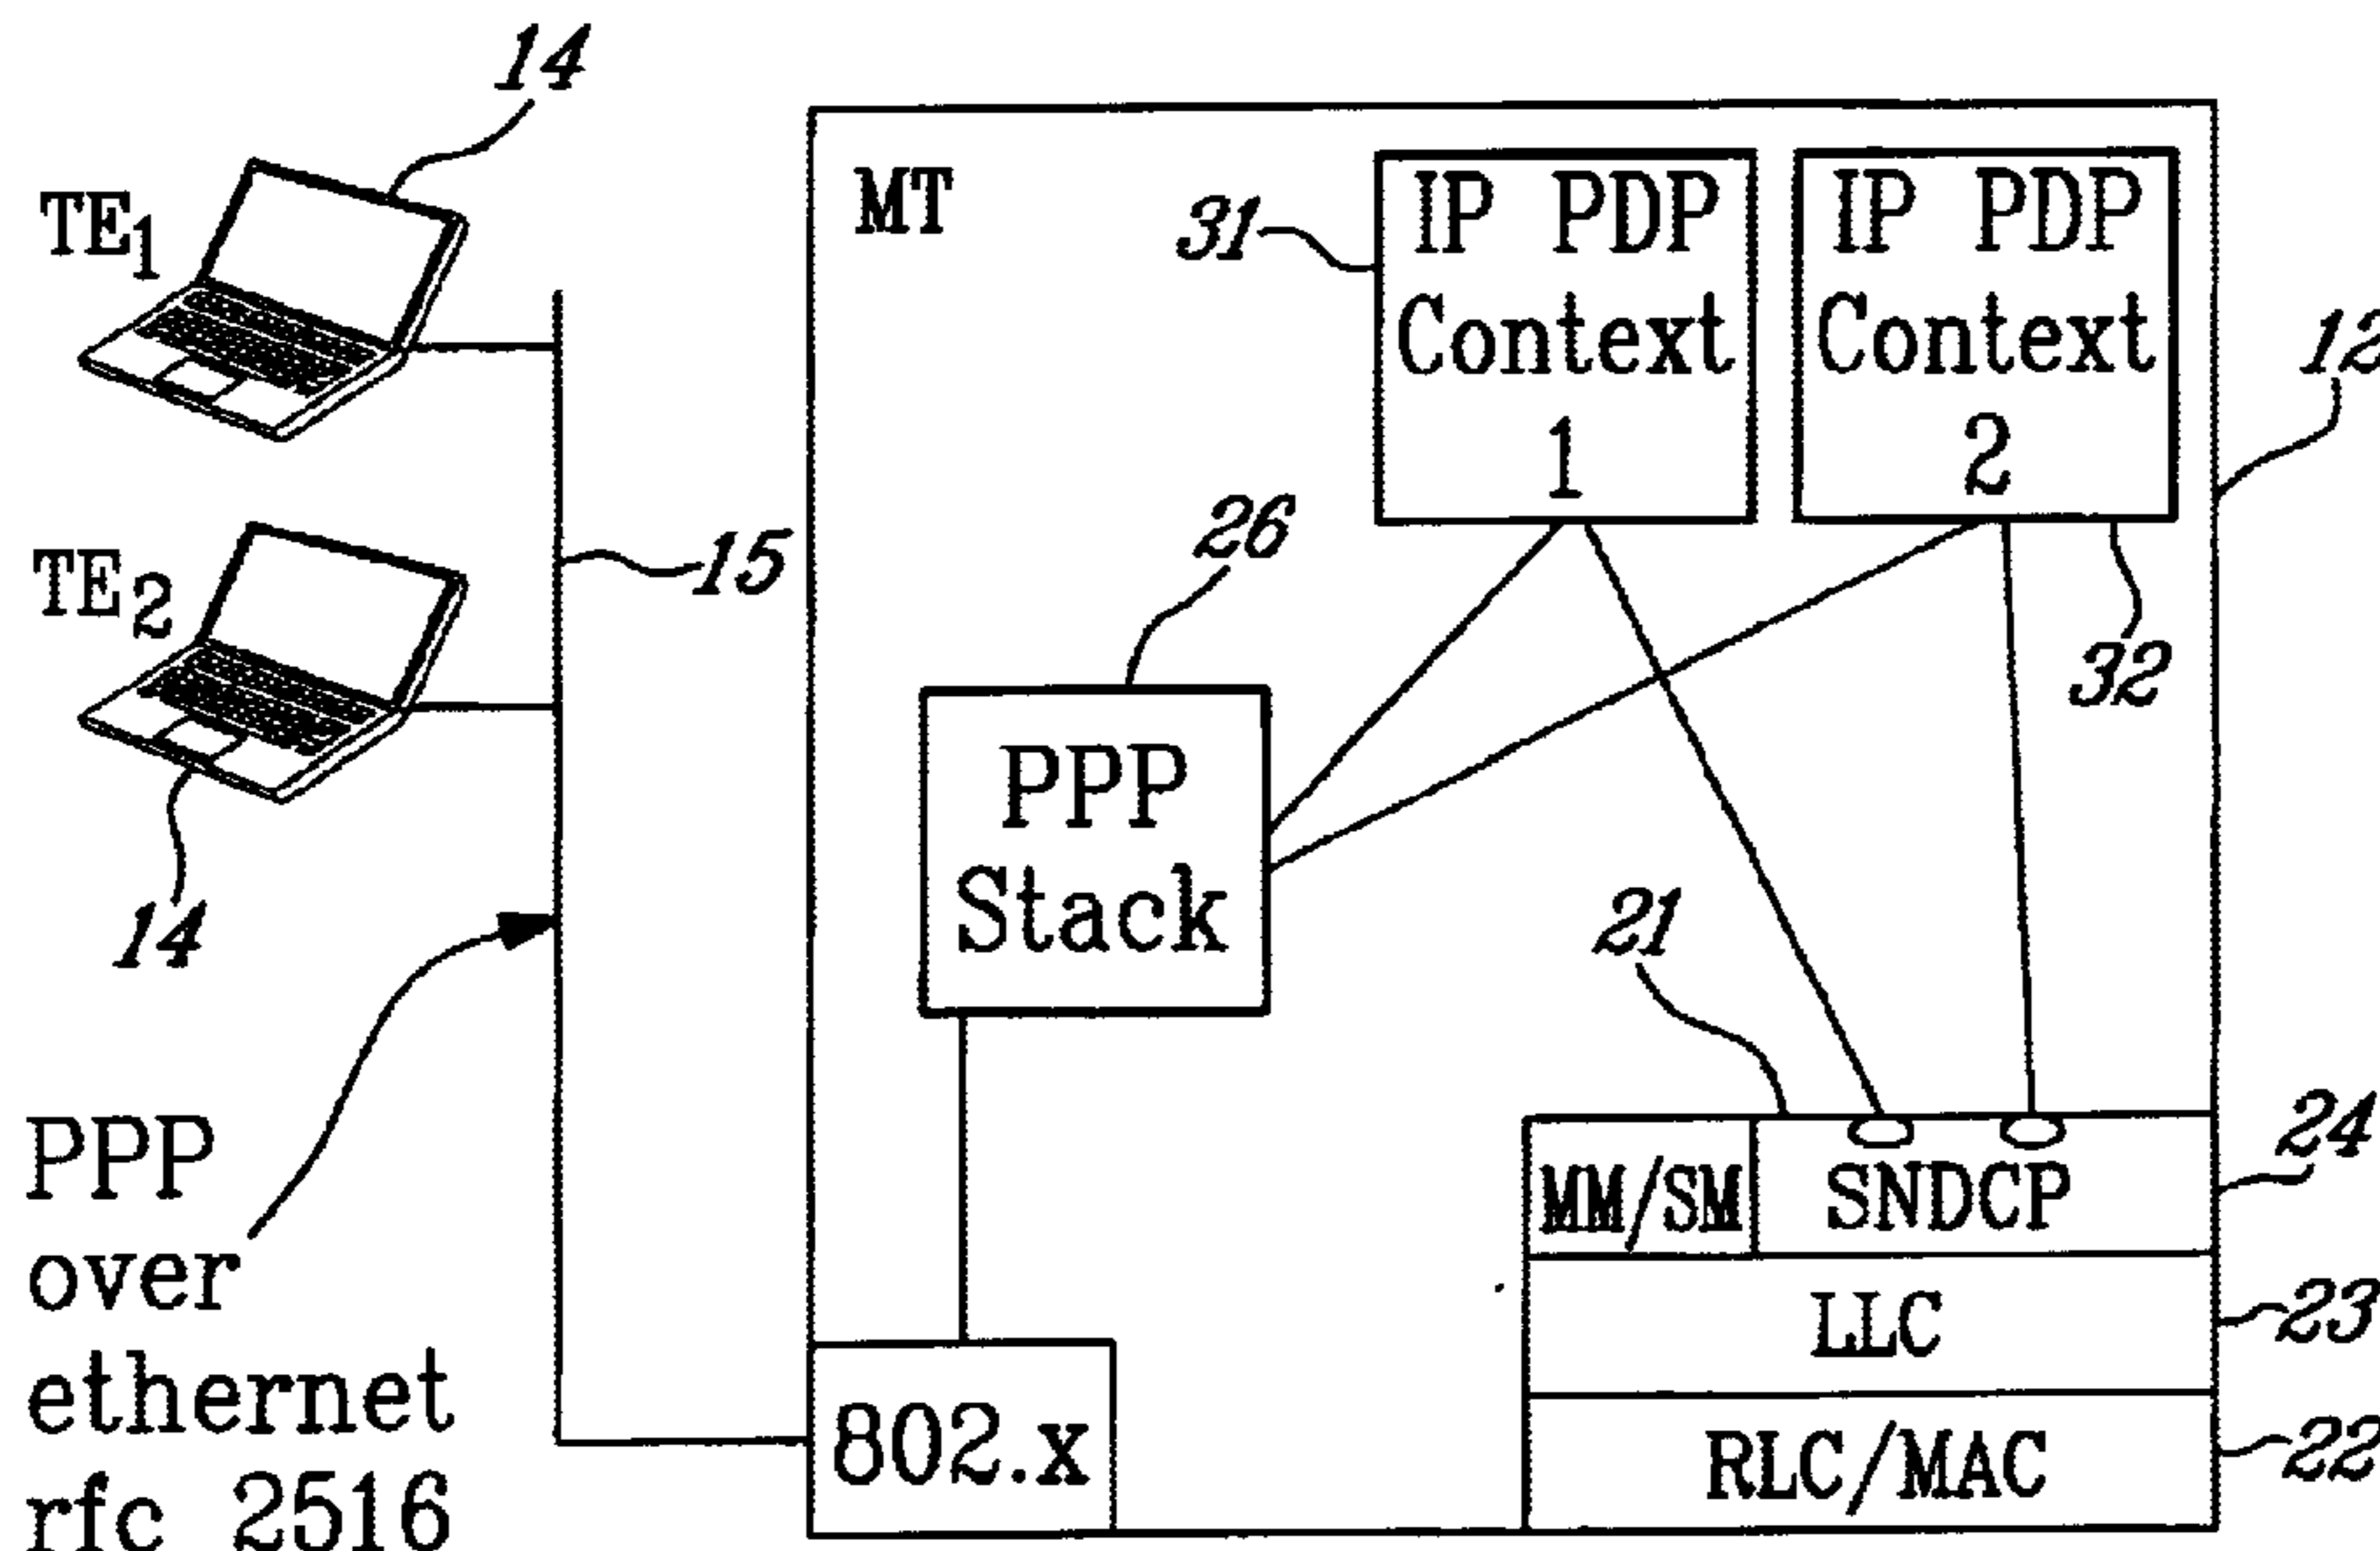 14
TE1
MT
31
IP PDP
Context
1
IP PDP
Context
2
12
TE2
15
26
32
14
PPP
Stack
21
24
MM/SM
SNDCP
23
LLC
22
RLC/MAC
802.x
PPP
over
ethernet
rfc 2516